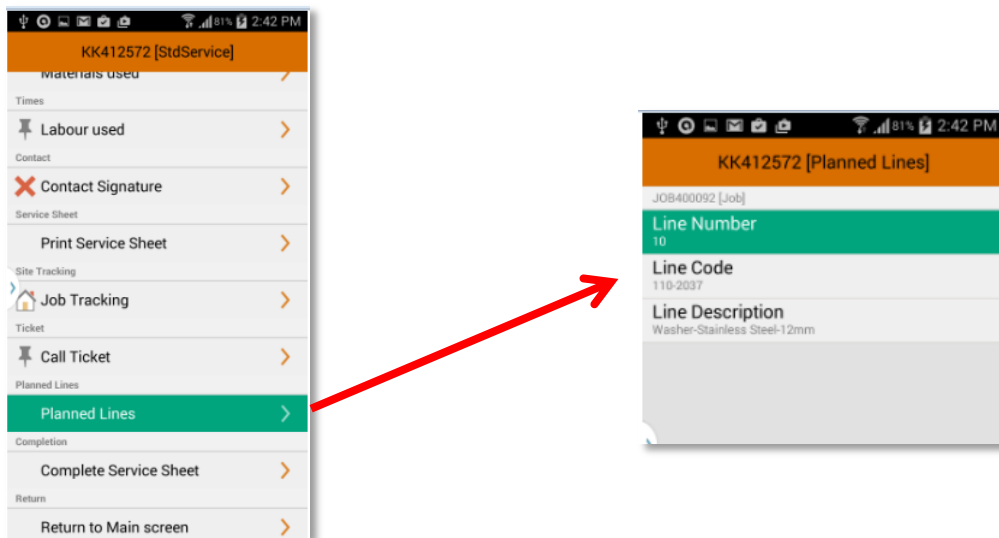 81% 2:42 PM
KK412572 [StdService]
Materials used
Times
Labour used
Contact
Contact Signature
Service Sheet
Print Service Sheet
Site Tracking
Job Tracking
Ticket
Call Ticket
Planned Lines
Planned Lines
Completion
Complete Service Sheet
Return
Return to Main screen
81% 2:42 PM
KK412572 [Planned Lines]
JOB400092 [Job]
Line Number
10
Line Code
110-2037
Line Description
Washer-Stainless Steel-12mm